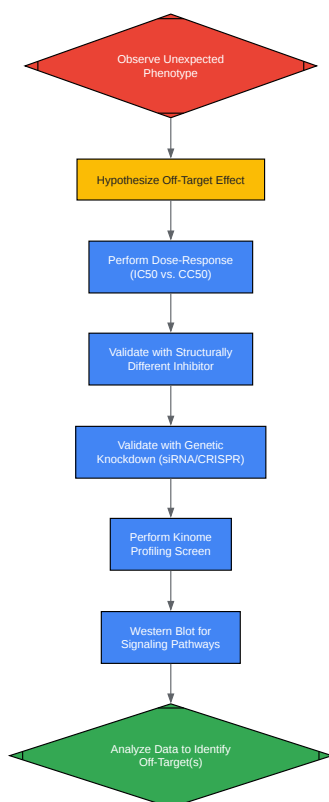 Observe Unexpected
Phenotype
Hypothesize Off-Target Effect
Perform Dose-Response
(IC50 vs. CC50)
Validate with Structurally
Different Inhibitor
Validate with Genetic
Knockdown (siRNA/CRISPR)
Perform Kinome
Profiling Screen
Western Blot for
Signaling Pathways
Analyze Data to Identify
Off-Target(s)